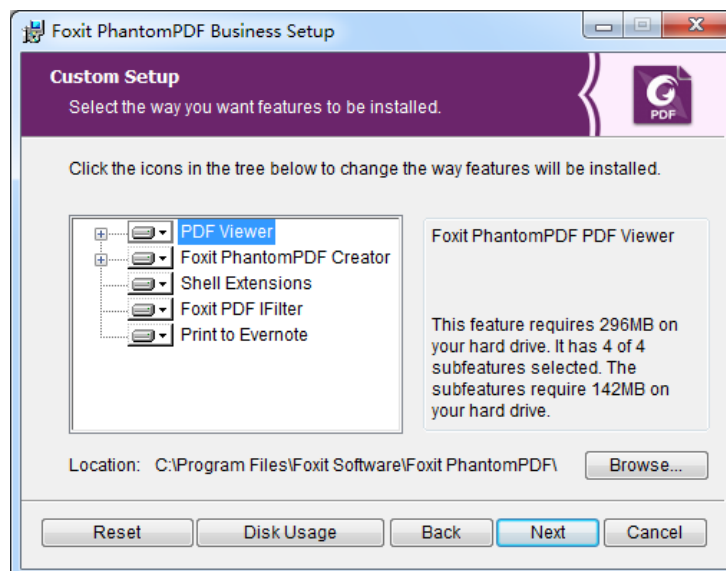 Foxit PhantomPDF Business Setup
Custom Setup
Select the way you want features to be installed.
PDF
Click the icons in the tree below to change the way features will be installed.
PDF Viewer
Foxit PhantomPDF Creator
Shell Extensions
Foxit PDF IFilter
Print to Evernote
Foxit PhantomPDF PDF Viewer
This feature requires 296MB on
your hard drive. It has 4 of 4
subfeatures selected. The
subfeatures require 142MB on
your hard drive.
Location: C:\Program Files\Foxit Software\Foxit PhantomPDF\ Browse...
Reset Disk Usage Back Next Cancel